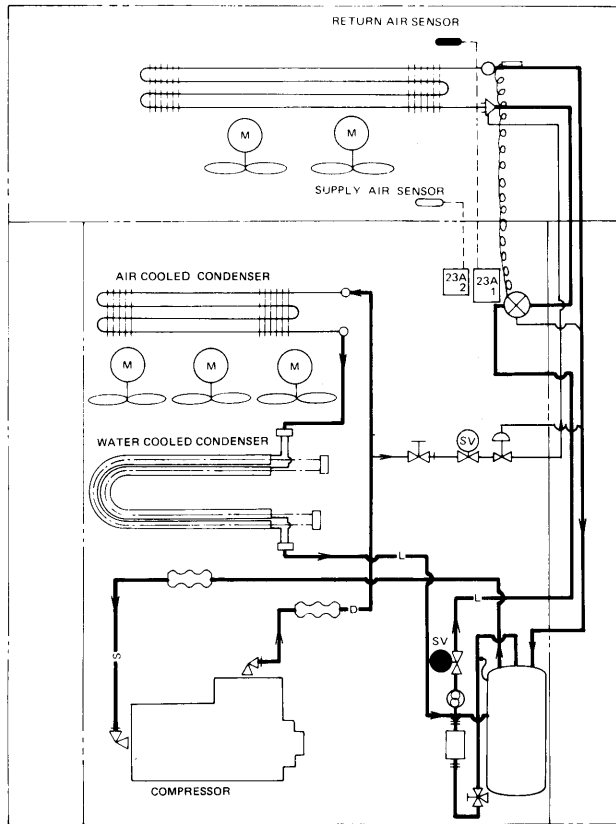 RETURN AIR SENSOR
M
M
SUPPLY AIR SENSOR
AIR COOLED CONDENSER
23A
2
23A
1
M
M
M
WATER COOLED CONDENSER
SV
L
L
D
S
SV
COMPRESSOR